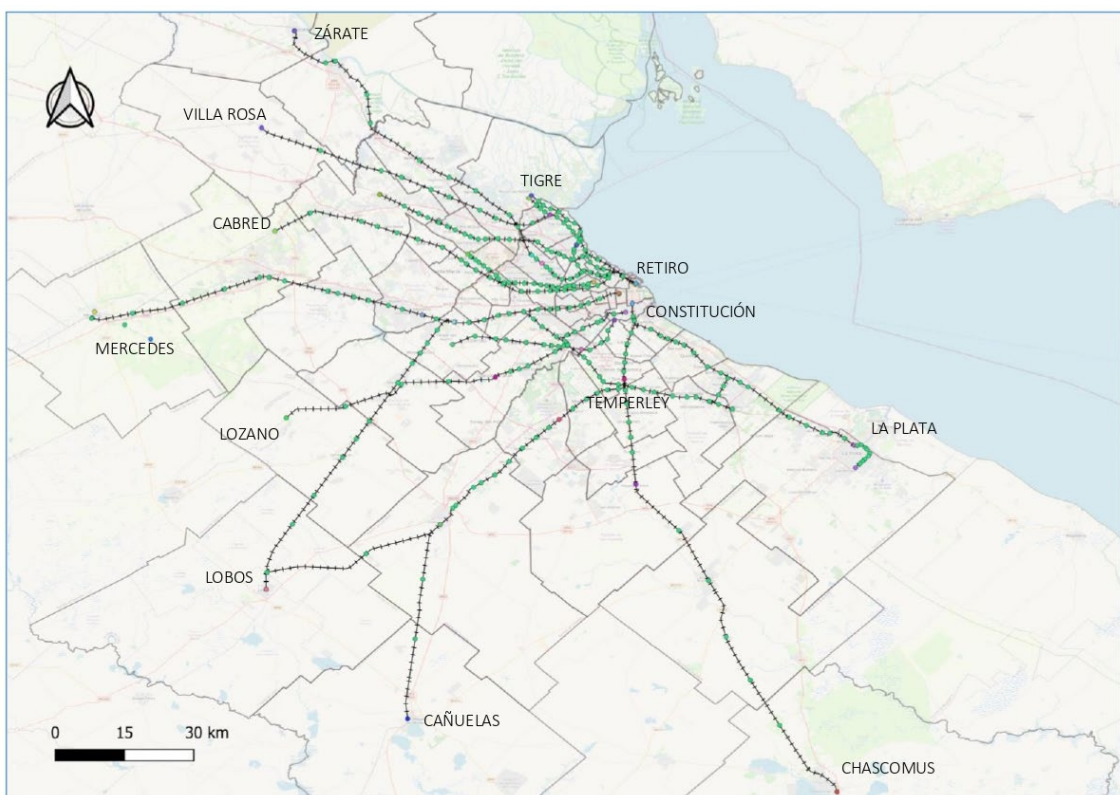 ZÁRATE
VILLA ROSA
TIGRE
CABRED
RETIRO
CONSTITUCIÓN
MERCEDES
TEMPERLEY
LOZANO
LA PLATA
LOBOS
CAÑUELAS
0 15 30 km
CHASCOMUS